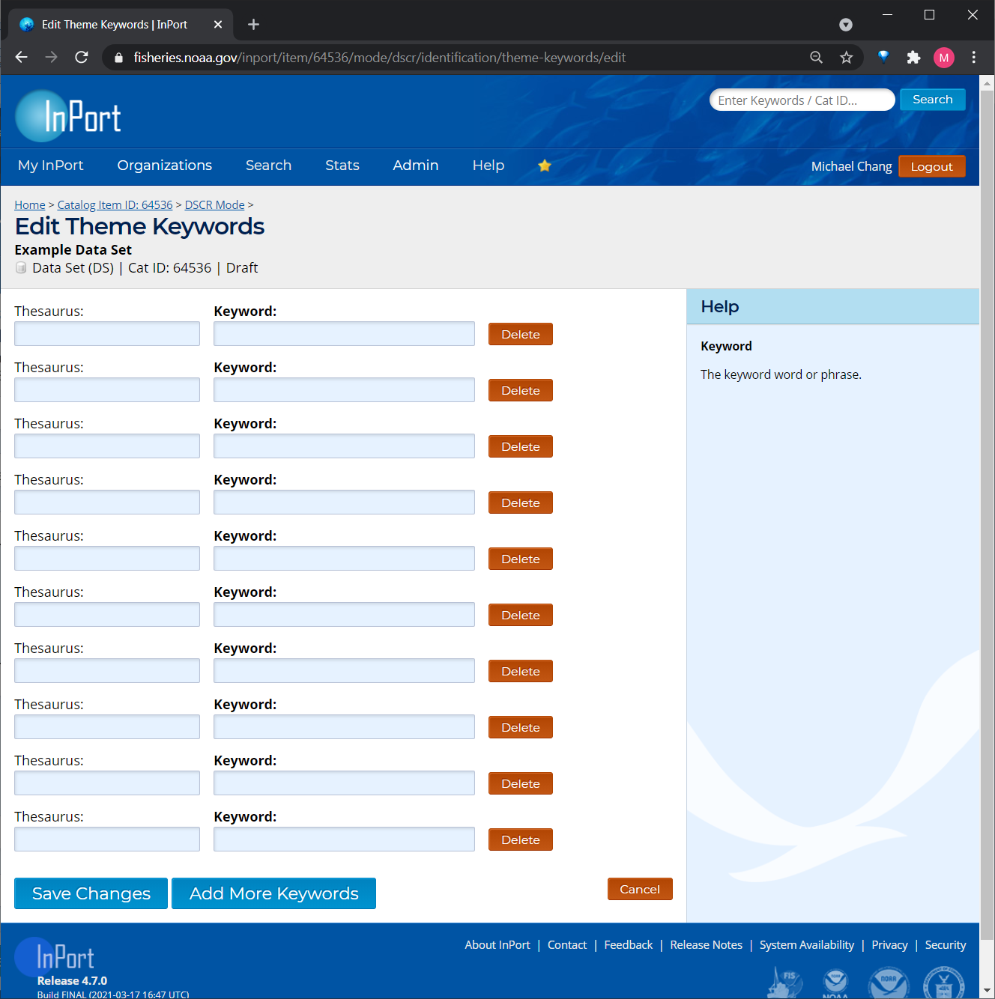 Edit Theme Keywords | InPort
fisheries.noaa.gov/inport/item/64536/mode/dscr/identification/theme-keywords/edit
M
InPort
Enter Keywords / Cat ID...
Search
My InPort
Organizations
Search
Stats
Admin
Help
Michael Chang
Logout
Home > Catalog Item ID: 64536 > DSCR Mode >
Edit Theme Keywords
Example Data Set
Data Set (DS) | Cat ID: 64536 | Draft
Thesaurus: Keyword:
Delete
Thesaurus: Keyword:
Delete
Thesaurus: Keyword:
Delete
Thesaurus: Keyword:
Delete
Thesaurus: Keyword:
Delete
Thesaurus: Keyword:
Delete
Thesaurus: Keyword:
Delete
Thesaurus: Keyword:
Delete
Thesaurus: Keyword:
Delete
Thesaurus: Keyword:
Delete
Save Changes
Add More Keywords
Cancel
Help
Keyword
The keyword word or phrase.
InPort
Release 4.7.0
Build FINAL (2021-03-17 16:47 UTC)
About InPort | Contact | Feedback | Release Notes | System Availability | Privacy | Security
FIS
NOAA
NOAA